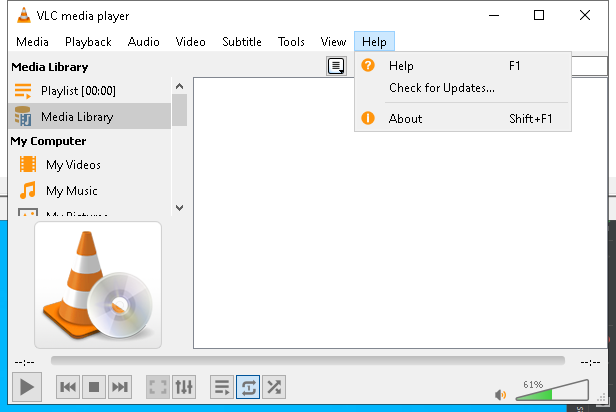 VLC media player
Media Playback Audio Video Subtitle Tools View Help
Media Library
Playlist [00:00]
Media Library
My Computer
My Videos
My Music
My Pictures
Help F1
Check for Updates...
About Shift+F1
--:-- --:--
61%